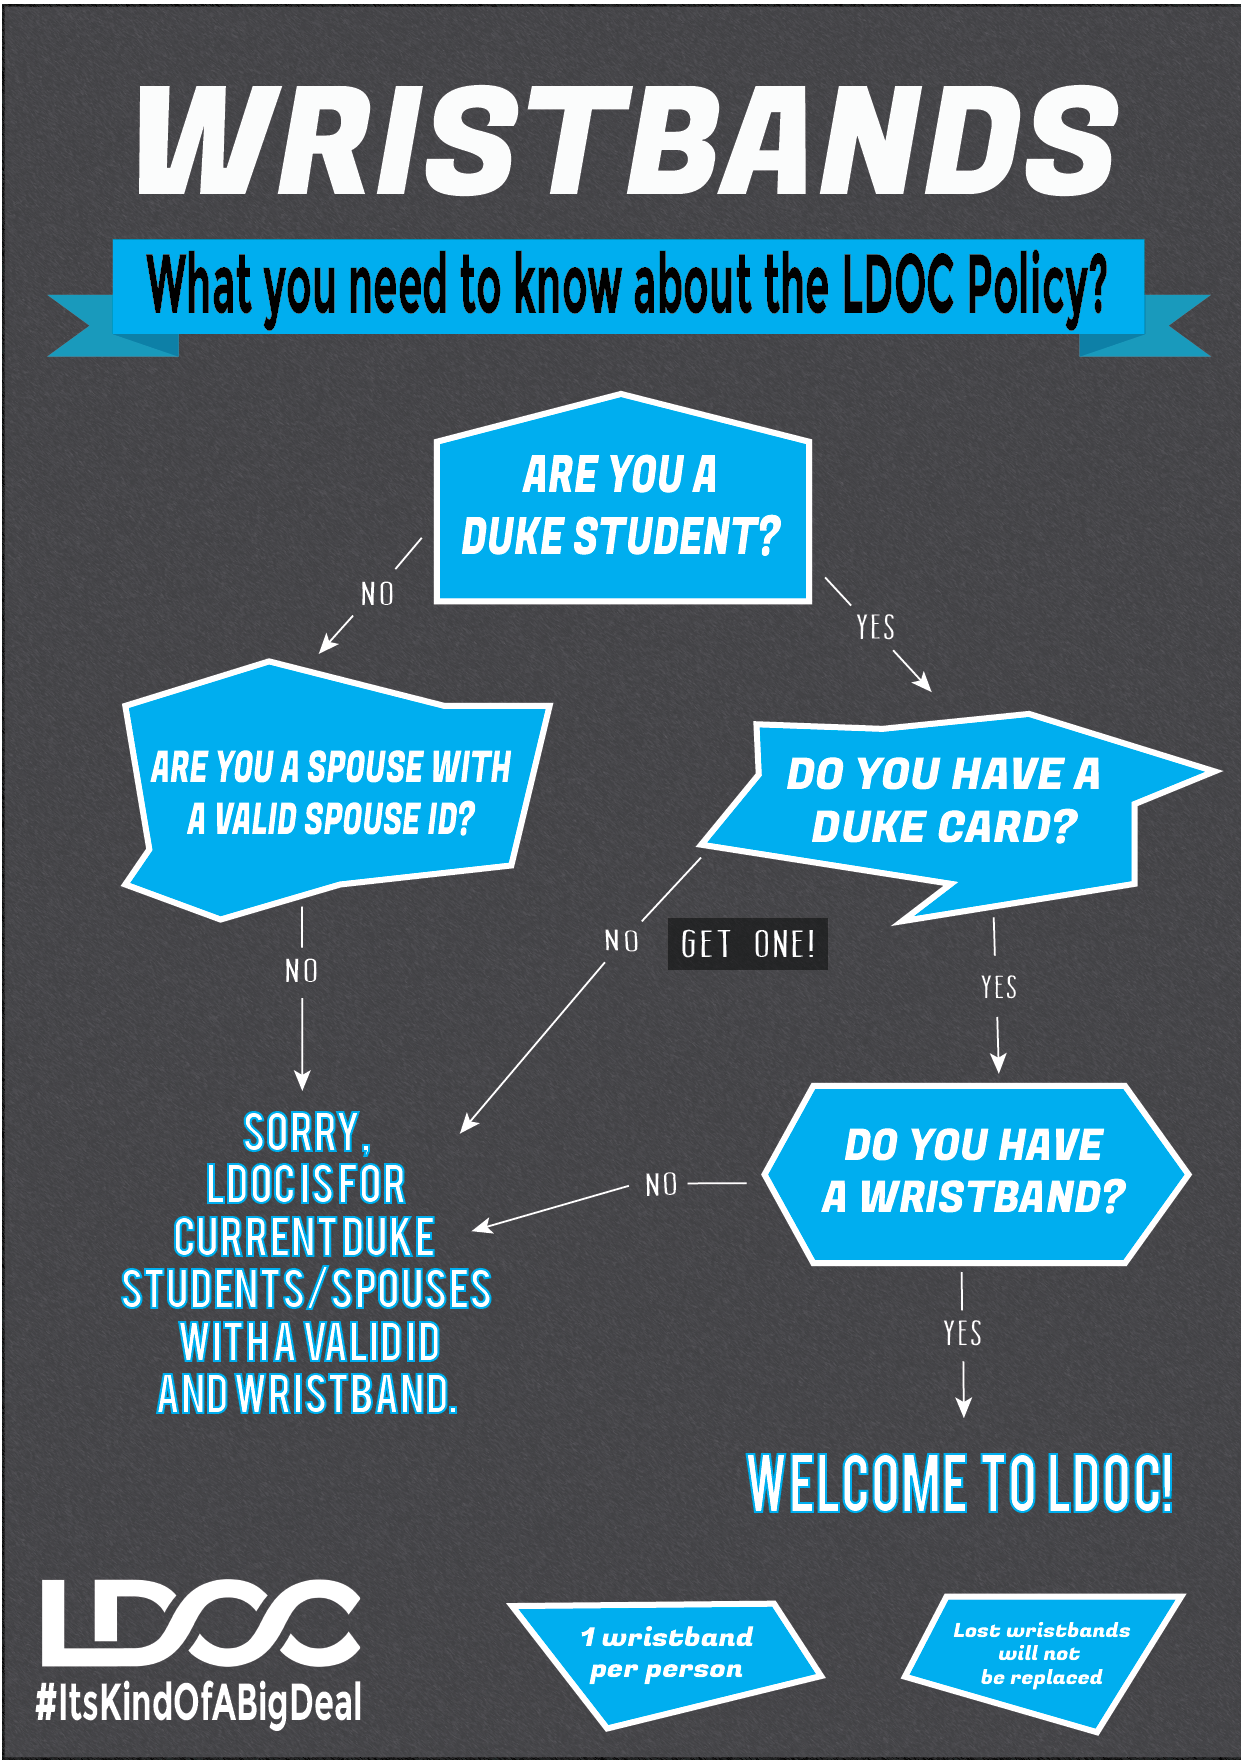 WRISTBANDS
What you need to know about the LDOC Policy?
ARE YOU A
DUKE STUDENT?
NO
YES
ARE YOU A SPOUSE WITH
A VALID SPOUSE ID?
DO YOU HAVE A
DUKE CARD?
NO
GET ONE!
NO
YES
SORRY,
LDOC IS FOR
CURRENT DUKE
STUDENTS/SPOUSES
WITH A VALID ID
AND WRISTBAND.
DO YOU HAVE
A WRISTBAND?
NO
YES
WELCOME TO LDOC!
LDOC
#ItsKindOfABigDeal
1 wristband
per person
Lost wristbands
will not
be replaced